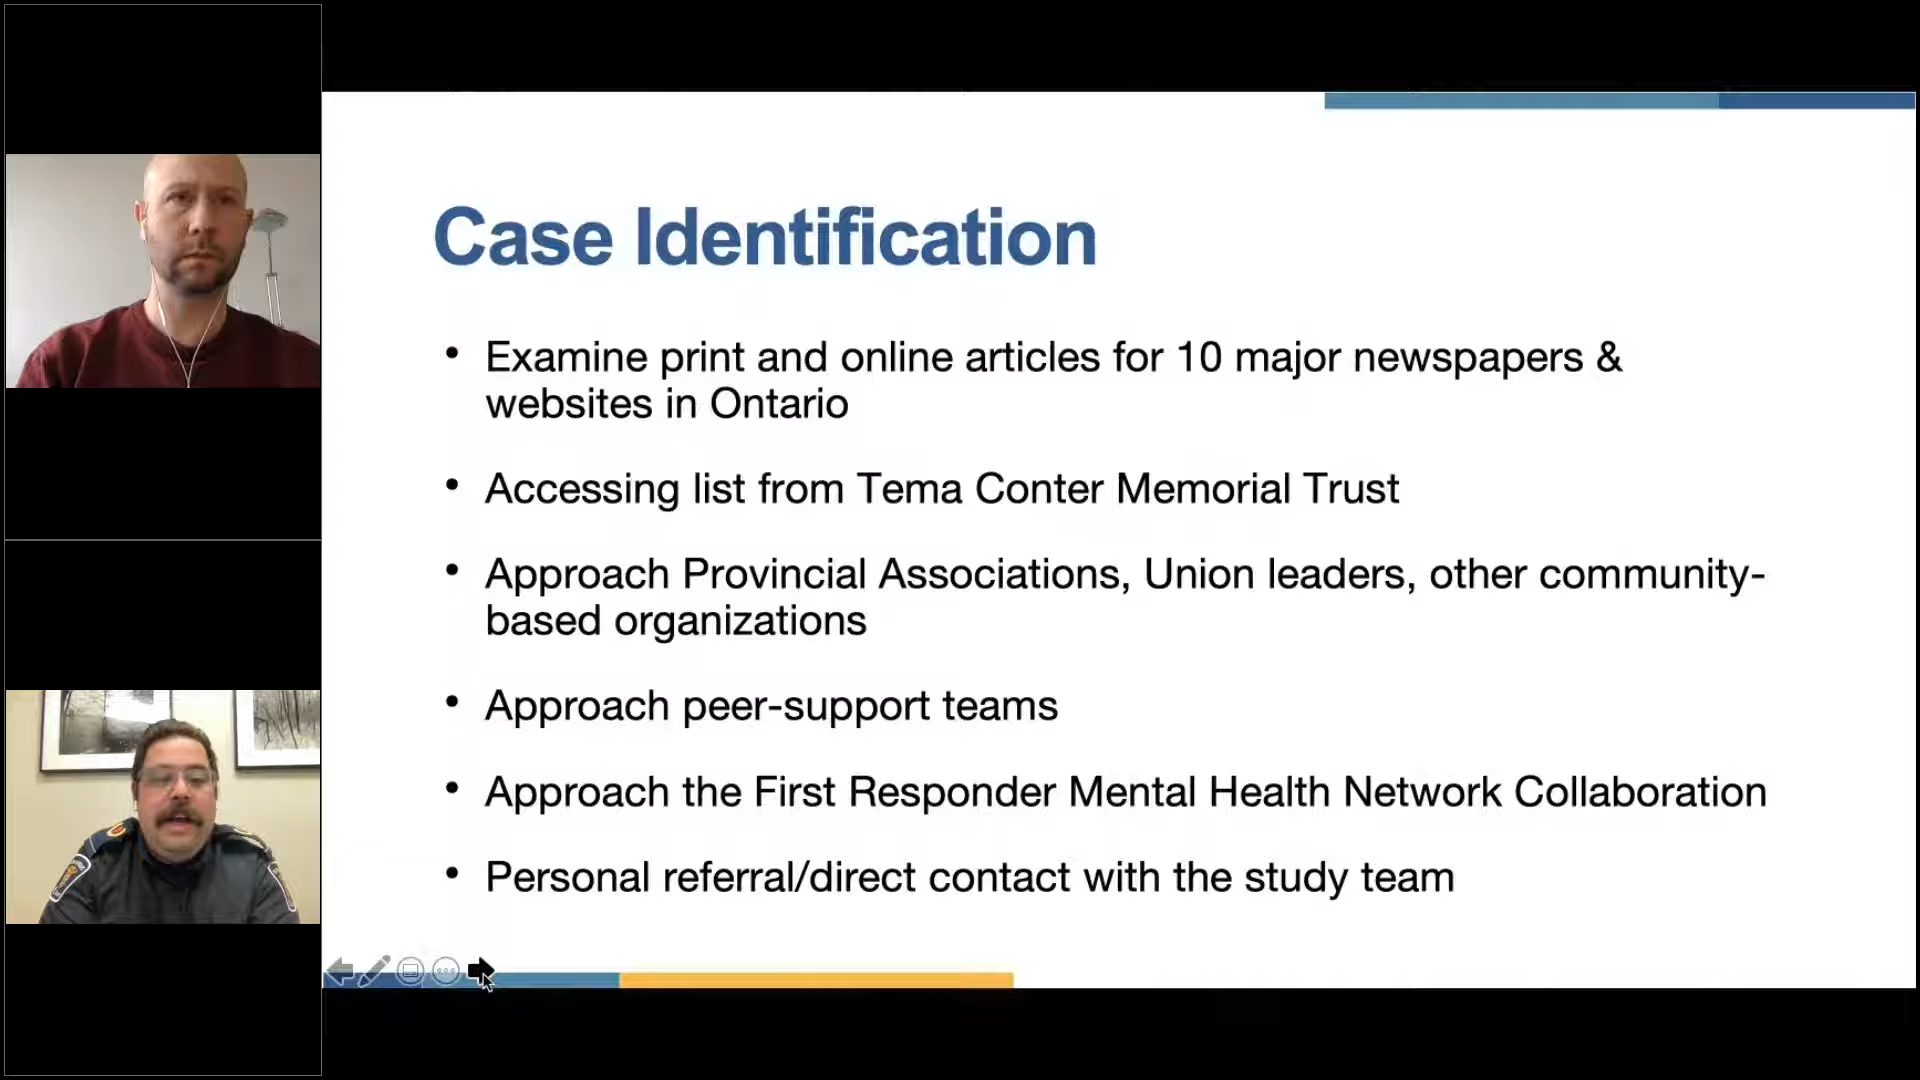 Case Identification
• Examine print and online articles for 10 major newspapers &
websites in Ontario
• Accessing list from Tema Conter Memorial Trust
• Approach Provincial Associations, Union leaders, other community-
based organizations
• Approach peer-support teams
• Approach the First Responder Mental Health Network Collaboration
• Personal referral/direct contact with the study team